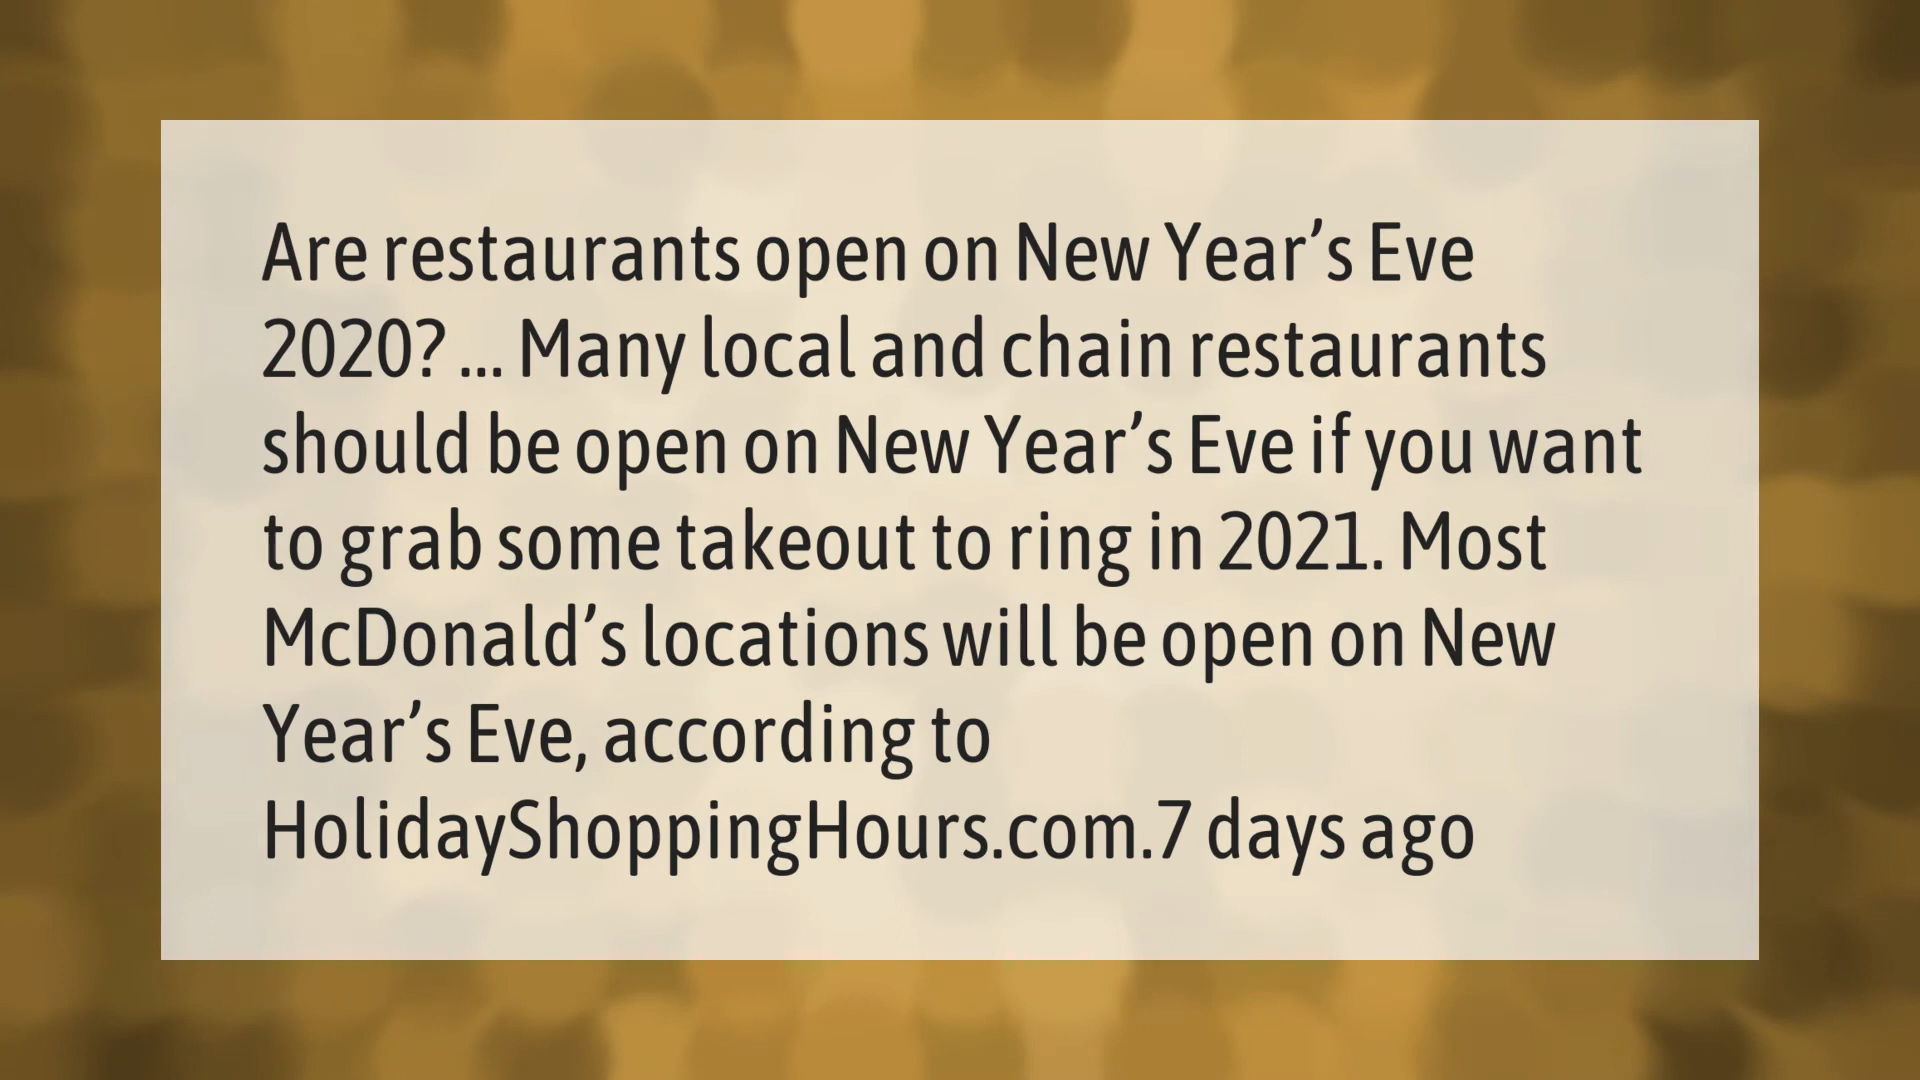 Are restaurants open on New Year’s Eve
2020? ... Many local and chain restaurants
should be open on New Year’s Eve if you want
to grab some takeout to ring in 2021. Most
McDonald’s locations will be open on New
Year’s Eve, according to
HolidayShoppingHours.com.7 days ago